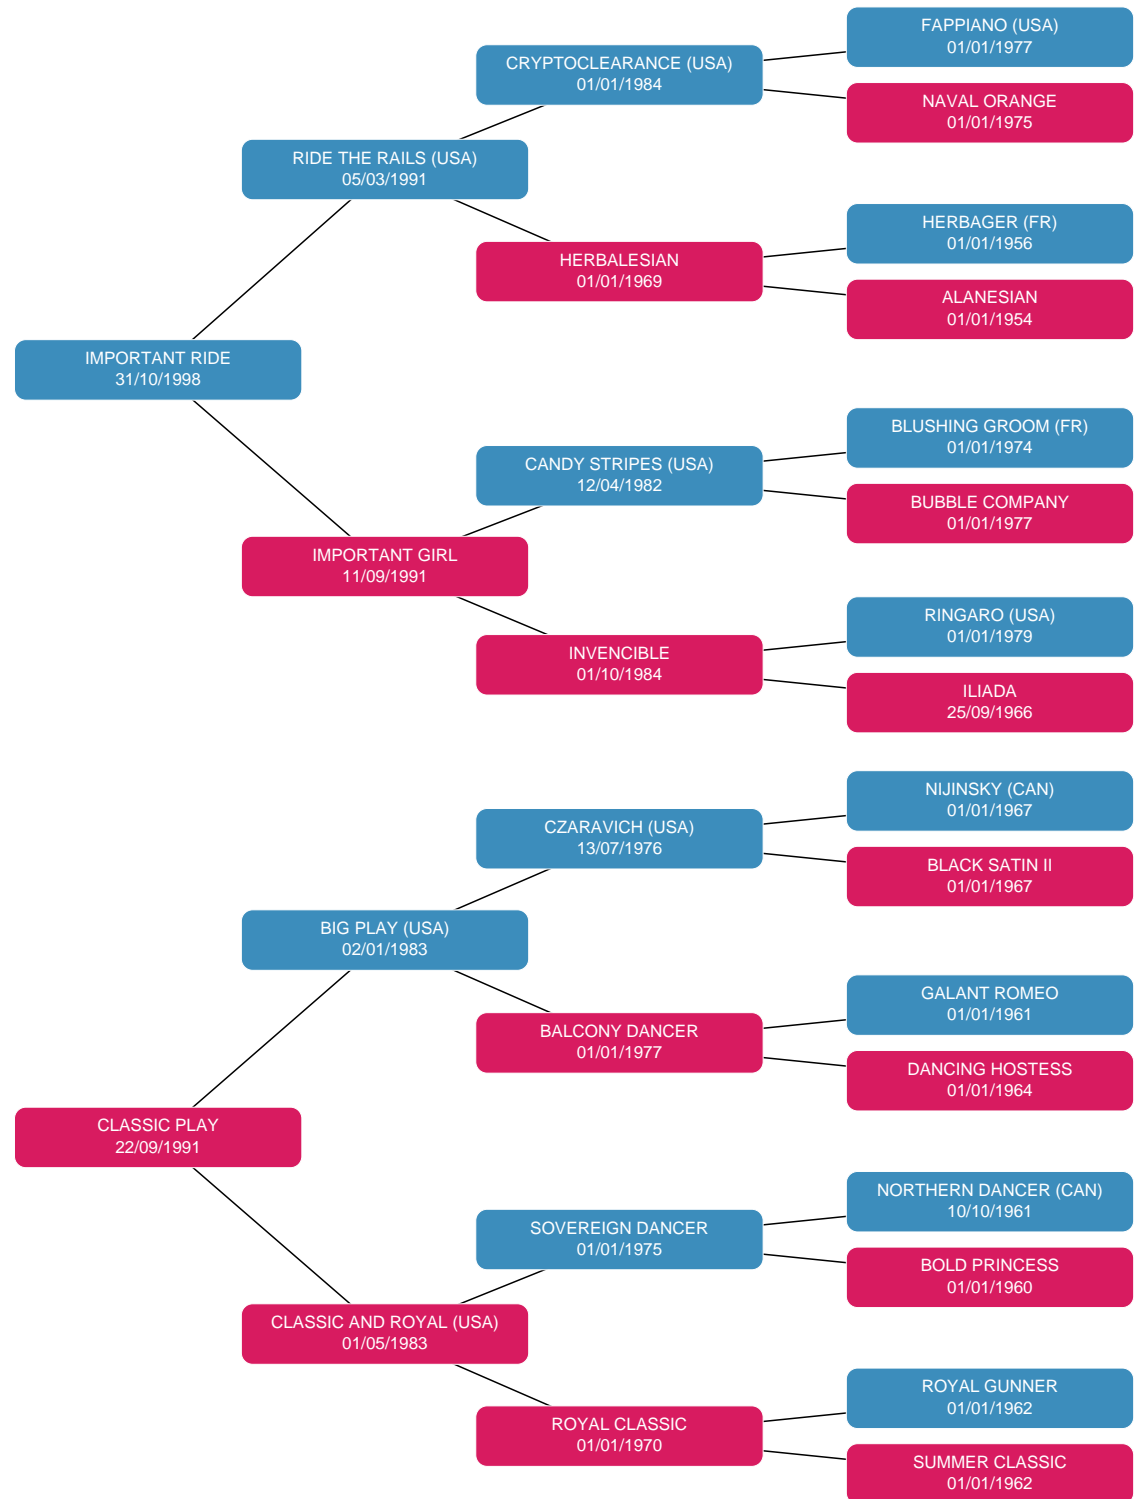 FAPPIANO (USA)
01/01/1977
CRYPTOCLEARANCE (USA)
01/01/1984
NAVAL ORANGE
01/01/1975
RIDE THE RAILS (USA)
05/03/1991
HERBAGER (FR)
01/01/1956
HERBALESIAN
01/01/1969
ALANESIAN
01/01/1954
IMPORTANT RIDE
31/10/1998
BLUSHING GROOM (FR)
01/01/1974
CANDY STRIPES (USA)
12/04/1982
BUBBLE COMPANY
01/01/1977
IMPORTANT GIRL
11/09/1991
RINGARO (USA)
01/01/1979
INVENCIBLE
01/10/1984
ILIADA
25/09/1966
NIJINSKY (CAN)
01/01/1967
CZARAVICH (USA)
13/07/1976
BLACK SATIN II
01/01/1967
BIG PLAY (USA)
02/01/1983
GALANT ROMEO
01/01/1961
BALCONY DANCER
01/01/1977
DANCING HOSTESS
01/01/1964
CLASSIC PLAY
22/09/1991
NORTHERN DANCER (CAN)
10/10/1961
SOVEREIGN DANCER
01/01/1975
BOLD PRINCESS
01/01/1960
CLASSIC AND ROYAL (USA)
01/05/1983
ROYAL GUNNER
01/01/1962
ROYAL CLASSIC
01/01/1970
SUMMER CLASSIC
01/01/1962